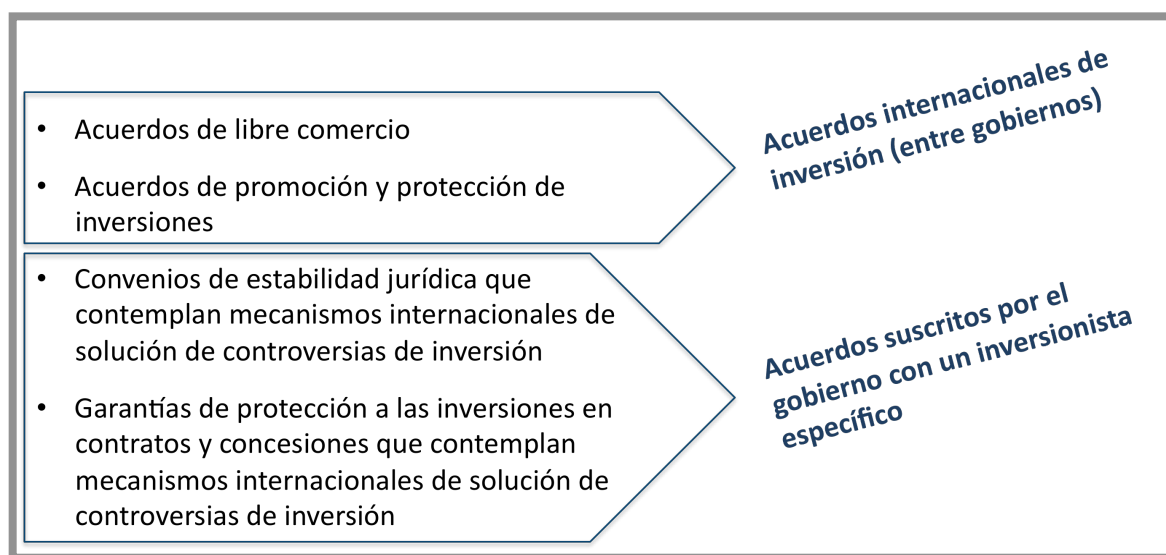 • Acuerdos de libre comercio
• Acuerdos de promoción y protección de
inversiones
Acuerdos internacionales de
inversión (entre gobiernos)
• Convenios de estabilidad jurídica que
contemplan mecanismos internacionales de
solución de controversias de inversión
• Garantías de protección a las inversiones en
contratos y concesiones que contemplan
mecanismos internacionales de solución de
controversias de inversión
Acuerdos suscritos por el
gobierno con un inversionista
específico